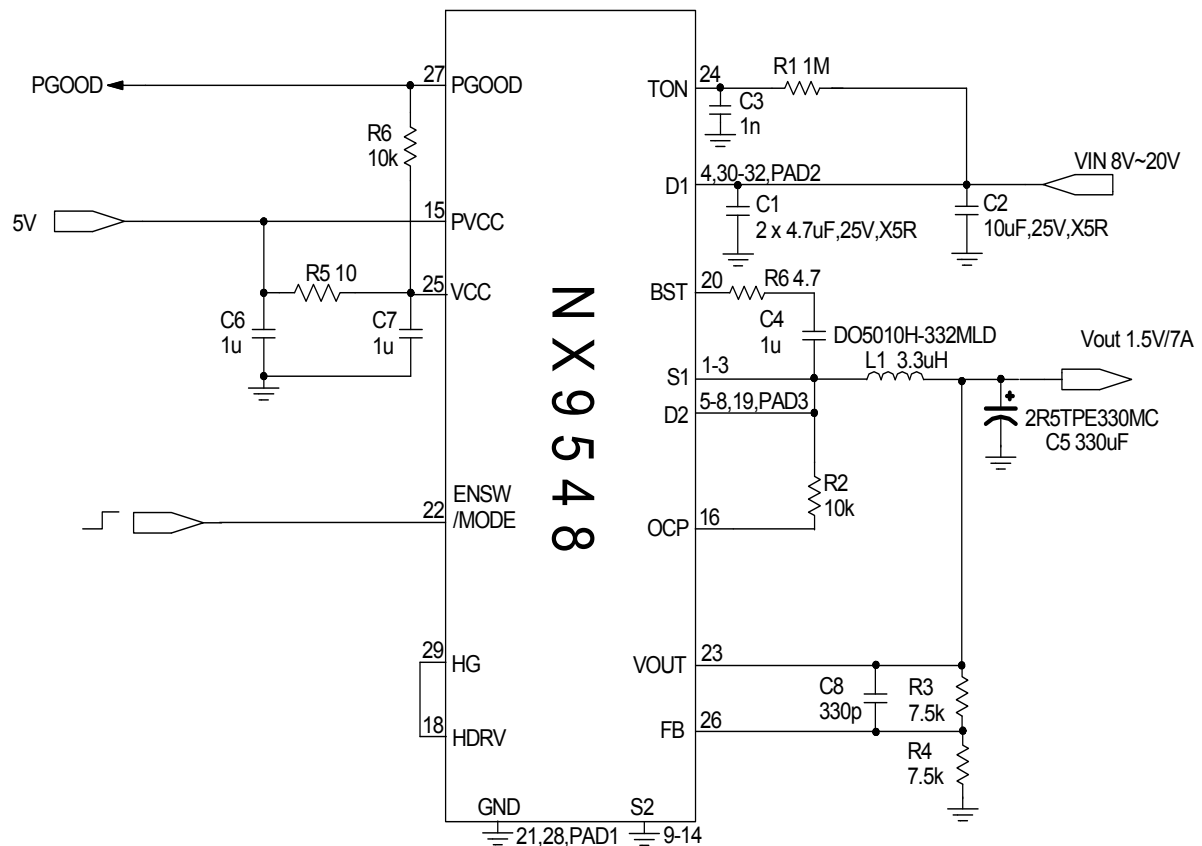 PGOOD
27
PGOOD
R6
10k
5V
15
PVCC
R5 10
25
VCC
C6
1u
C7
1u
ENSW
/MODE
22
29
HG
18
HDRV
GND
21,28,PAD1
S2
9-14
NX9548
TON
24
R1 1M
C3
1n
D1
4,30-32,PAD2
VIN 8V~20V
C1
2 x 4.7uF,25V,X5R
C2
10uF,25V,X5R
BST
20
R6 4.7
C4
1u
DO5010H-332MLD
L1 3.3uH
Vout 1.5V/7A
S1
1-3
D2
5-8,19,PAD3
2R5TPE330MC
C5 330uF
R2
10k
OCP
16
VOUT
23
C8
330p
R3
7.5k
FB
26
R4
7.5k